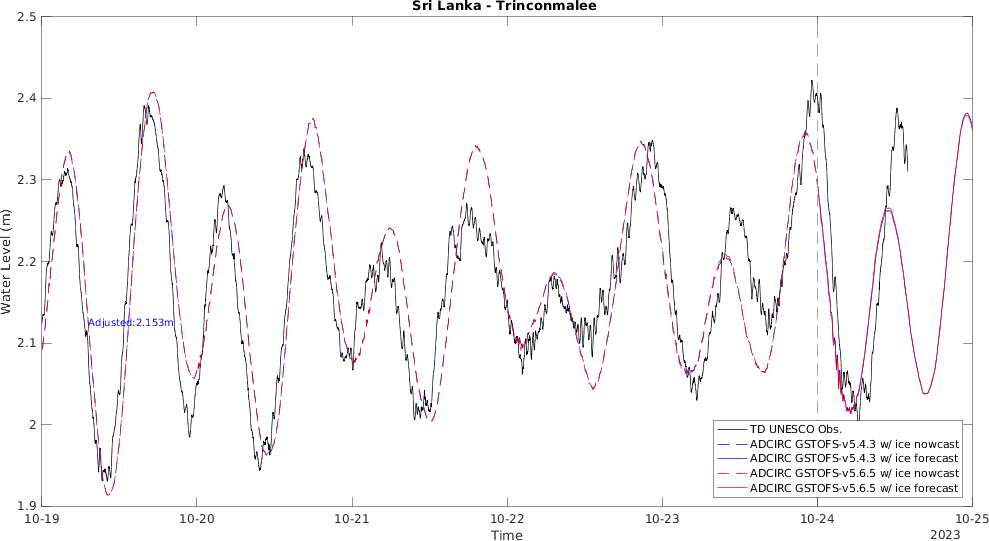 Sri Lanka - Trinconmalee
2.5
2.4
2.3
2.2
2.1
2
1.9
Water Level (m)
Adjusted:2.153m
TD UNESCO Obs.
ADCIRC GSTOFS-v5.4.3 w/ ice nowcast
ADCIRC GSTOFS-v5.4.3 w/ ice forecast
ADCIRC GSTOFS-v5.6.5 w/ ice nowcast
ADCIRC GSTOFS-v5.6.5 w/ ice forecast
10-19 10-20 10-21 10-22 10-23 10-24 10-25
Time
2023